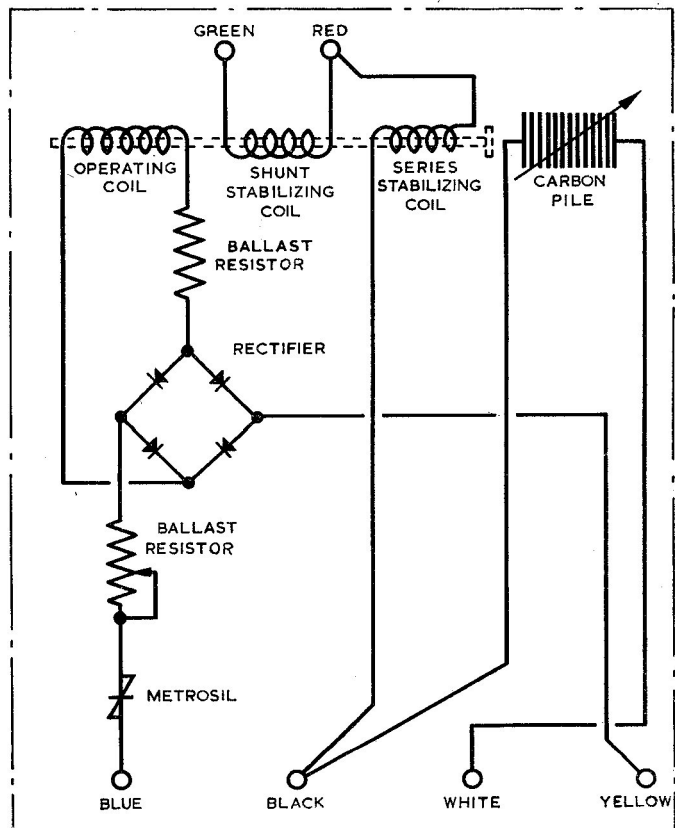 GREEN
RED
OPERATING
COIL
SHUNT
STABILIZING
COIL
SERIES
STABILIZING
COIL
CARBON
PILE
BALLAST
RESISTOR
RECTIFIER
BALLAST
RESISTOR
METROSIL
BLUE
BLACK
WHITE
YELLOW